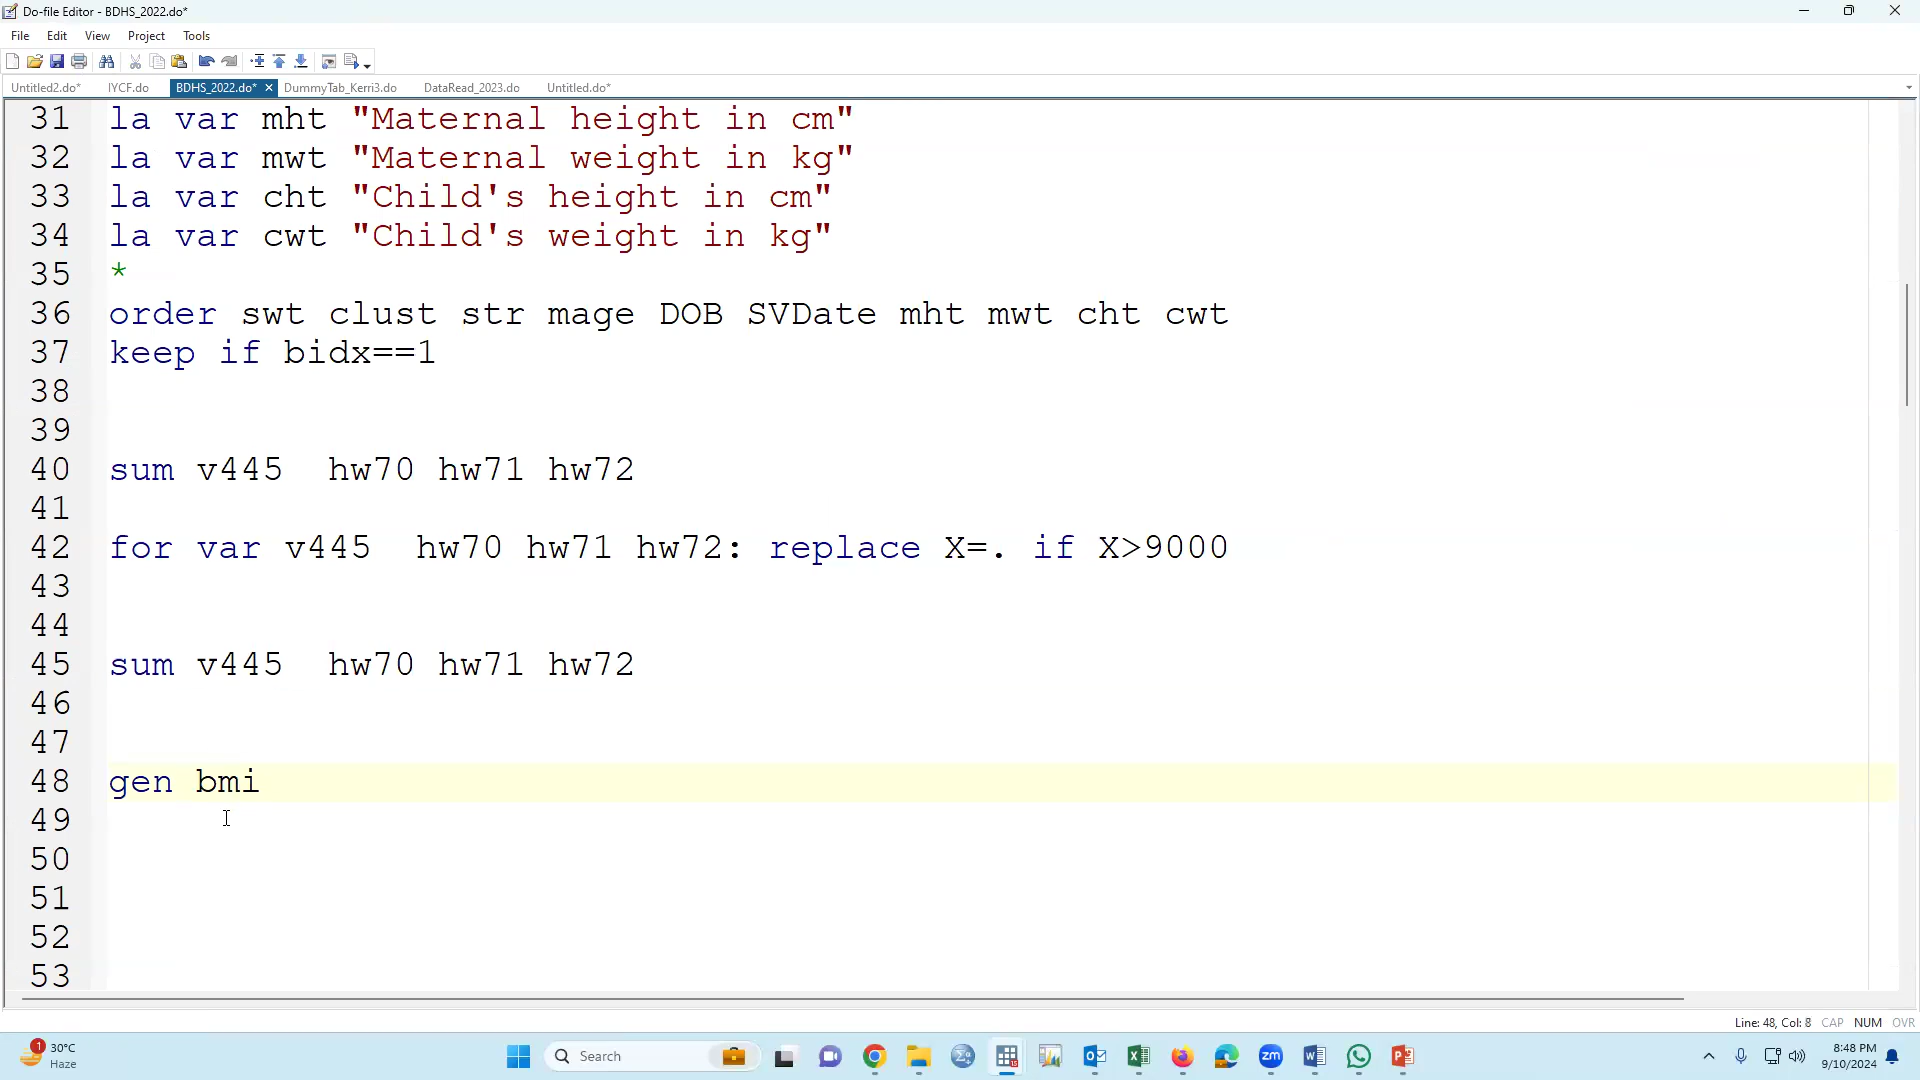 Do-file Editor - BDHS_2022.do*
File Edit View Project Tools
Untitled2.do* IYCF.do BDHS_2022.do* DummyTab_Kerri3.do DataRead_2023.do Untitled.do*
31 la var mht "Maternal height in cm"
32 la var mwt "Maternal weight in kg"
33 la var cht "Child's height in cm"
34 la var cwt "Child's weight in kg"
35 *
36 order swt clust str mage DOB SVDate mht mwt cht cwt
37 keep if bidx==1
38
39
40 sum v445  hw70 hw71 hw72
41
42 for var v445  hw70 hw71 hw72: replace X=. if X>9000
43
44
45 sum v445  hw70 hw71 hw72
46
47
48 gen bmi
49
50
51
52
53
Line: 48, Col: 8 CAP NUM OVR
1 30°C
Haze
Search
zm
8:48 PM
9/10/2024